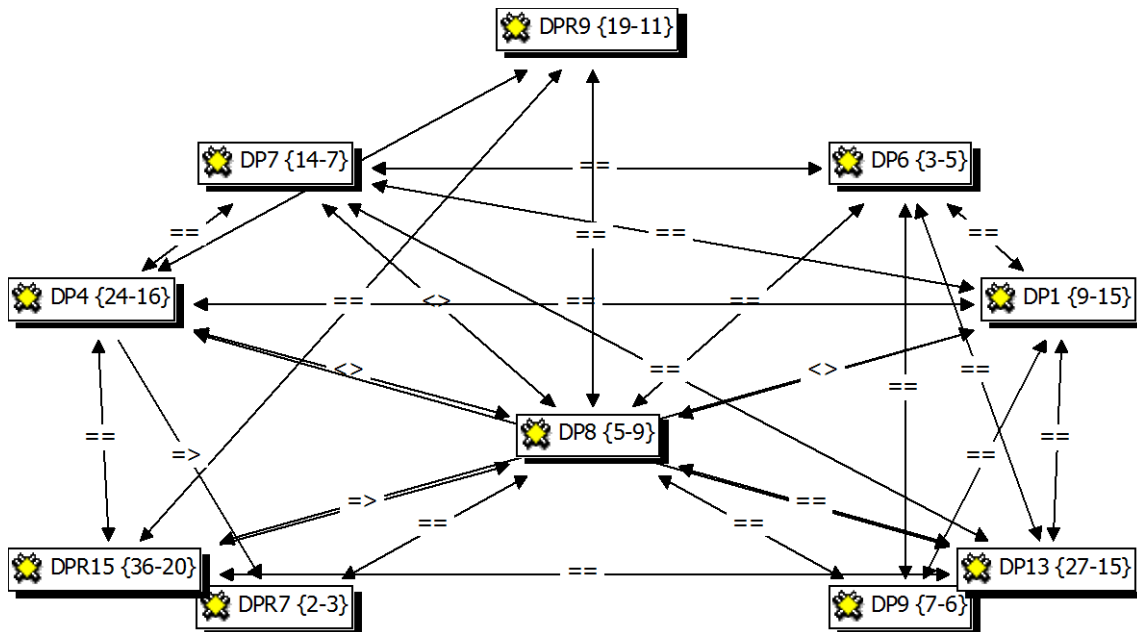 DPR9 {19-11}
DP7 {14-7}
==
DP6 {3-5}
==
==
==
==
DP4 {24-16}
==
<>
==
==
DP1 {9-15}
<>
==
==
<>
==
==
=>
DP8 {5-9}
==
==
=>
==
==
==
DPR15 {36-20}
==
DP13 {27-15}
DPR7 {2-3}
DP9 {7-6}